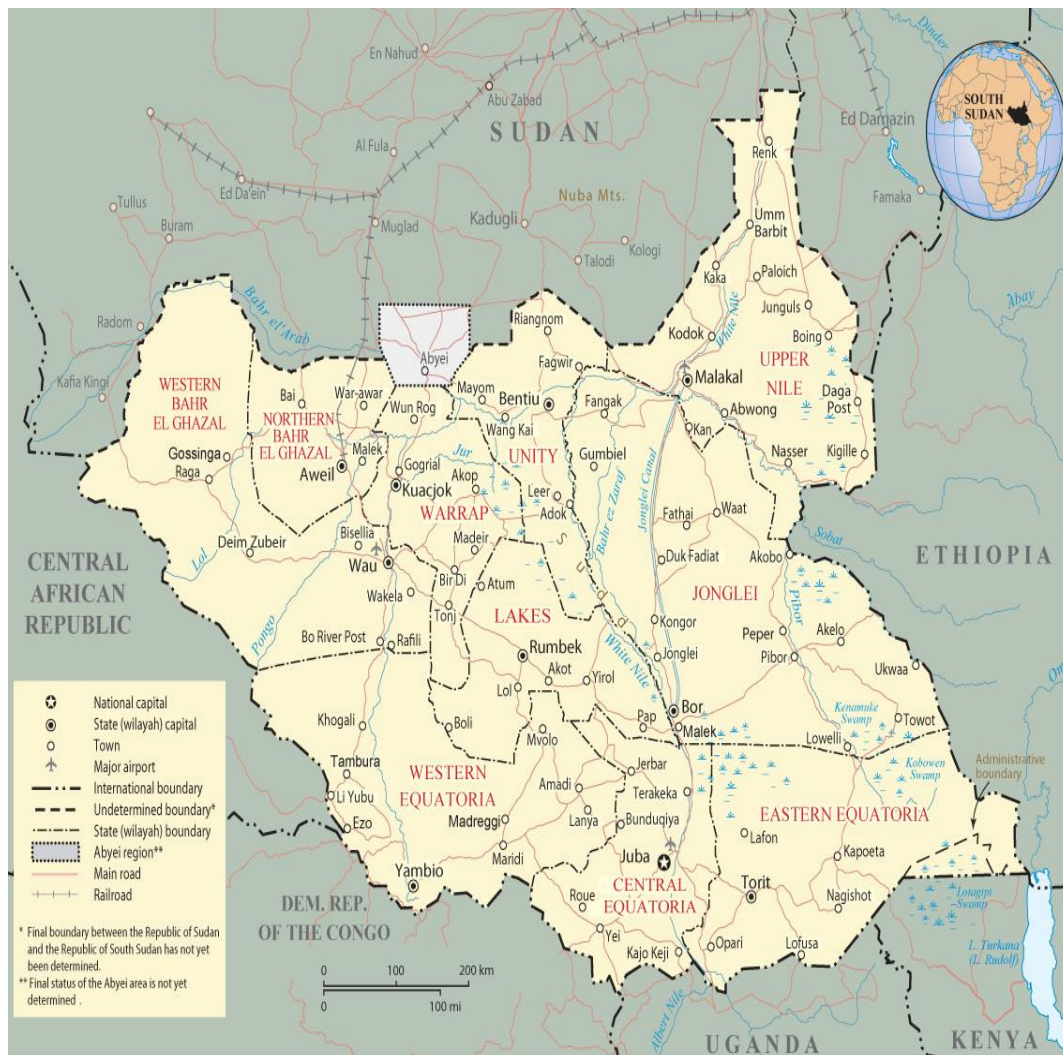 Dinder
En Nahud
Abu Zabad
SUDAN
SOUTH
SUDAN
Ed Damazin
Al Fula
Renk
Ed Da'ein
Nuba Mts.
Famaka
Tullus
Muglad
Kadugli
Buram
Umm
Barbit
Kologi
Talodi
Kaka
Paloich
Abay
Bahr el'Arab
Junguls
White Nile
Radom
Riangnom
Kodok
Boing
Abyei
Fagwir
UPPER
NILE
Kafia Kingi
WESTERN
BAHR
EL GHAZAL
Bai
War-awar
Mayom
Bentiu
Malakal
Daga
Post
Wun Rog
Fangak
Abwong
NORTHERN
BAHR
EL GHAZAL
Wang Kai
Kan
Gossinga
Malek
Jur
UNITY
Gumbiel
Nasser
Kigille
Raga
Aweil
Gogrial
Akop
Kuacjok
Leer
Bahr ez Zaraf
Jonglei Canal
WARRAP
Adok
Fathai
Waat
Sobat
Bisellia
Sudd
Deim Zubeir
Madeir
Akobo
ETHIOPIA
CENTRAL
AFRICAN
REPUBLIC
Lol
Wau
Bir Di
Duk Fadiat
Atum
Pibor
Wakela
JONGLEI
Tonj
LAKES
Pongo
Kongor
Peper
Akelo
Bo River Post
Rafili
Rumbek
White Nile
Jonglei
Pibor
Ukwaa
Akot
Yirol
Lol
Bor
Kenamuke
Swamp
Towot
Khogali
Boli
Mvolo
Pap
Malek
Lowelli
Administrative
boundary
Tambura
WESTERN
EQUATORIA
Jerbar
Kobowen
Swamp
Amadi
Terakeka
Li Yubu
EASTERN EQUATORIA
Ezo
Madreggi
Lanya
Bunduqiya
Lafon
Maridi
Juba
Kapoeta
Yambio
CENTRAL
EQUATORIA
Torit
Lotagipi
Swamp
DEM. REP.
OF THE CONGO
Roue
Nagishot
Yei
Opari
Lofusa
L. Turkana
(L. Rudolf)
Kajo Keji
Albert Nile
UGANDA
KENYA
National capital
State (wilayah) capital
Town
Major airport
International boundary
Undetermined boundary*
State (wilayah) boundary
Abyei region**
Main road
Railroad
* Final boundary between the Republic of Sudan
and the Republic of South Sudan has not yet
been determined.
** Final status of the Abyei area is not yet
determined .
0 100 200 km
0 100 mi